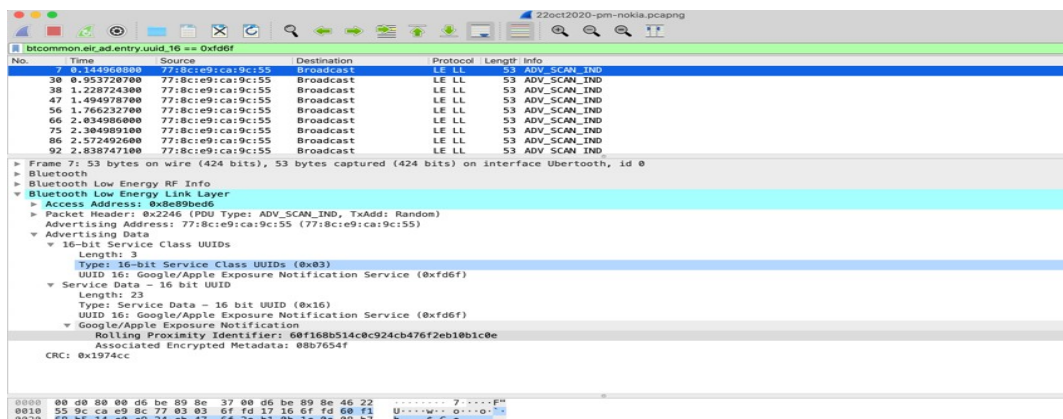 22oct2020-pm-nokia.pcapng
btcommon.eir_ad.entry.uuid_16 == 0xfd6f
No. Time Source Destination Protocol Length Info
7 0.144960800 77:8c:e9:ca:9c:55 Broadcast LE LL 53 ADV_SCAN_IND
30 0.953720700 77:8c:e9:ca:9c:55 Broadcast LE LL 53 ADV_SCAN_IND
38 1.228724300 77:8c:e9:ca:9c:55 Broadcast LE LL 53 ADV_SCAN_IND
47 1.494978700 77:8c:e9:ca:9c:55 Broadcast LE LL 53 ADV_SCAN_IND
56 1.766232700 77:8c:e9:ca:9c:55 Broadcast LE LL 53 ADV_SCAN_IND
66 2.034986000 77:8c:e9:ca:9c:55 Broadcast LE LL 53 ADV_SCAN_IND
75 2.304989100 77:8c:e9:ca:9c:55 Broadcast LE LL 53 ADV_SCAN_IND
86 2.572492600 77:8c:e9:ca:9c:55 Broadcast LE LL 53 ADV_SCAN_IND
92 2.838747100 77:8c:e9:ca:9c:55 Broadcast LE LL 53 ADV_SCAN_IND
Frame 7: 53 bytes on wire (424 bits), 53 bytes captured (424 bits) on interface Ubertooth, id 0
Bluetooth
Bluetooth Low Energy RF Info
Bluetooth Low Energy Link Layer
Access Address: 0x8e89bed6
Packet Header: 0x2246 (PDU Type: ADV_SCAN_IND, TxAdd: Random)
Advertising Address: 77:8c:e9:ca:9c:55 (77:8c:e9:ca:9c:55)
Advertising Data
16-bit Service Class UUIDs
Length: 3
Type: 16-bit Service Class UUIDs (0x03)
UUID 16: Google/Apple Exposure Notification Service (0xfd6f)
Service Data - 16 bit UUID
Length: 23
Type: Service Data - 16 bit UUID (0x16)
UUID 16: Google/Apple Exposure Notification Service (0xfd6f)
Google/Apple Exposure Notification
Rolling Proximity Identifier: 60f168b514c0c924cb476f2eb10b1c0e
Associated Encrypted Metadata: 08b7654f
CRC: 0x1974cc
0000 00 d0 80 00 d6 be 89 8e 37 00 d6 be 89 8e 46 22 ········ 7·····F"
0010 55 9c ca e9 8c 77 03 03 6f fd 17 16 6f fd 60 f1 U····w·· o···o·`·